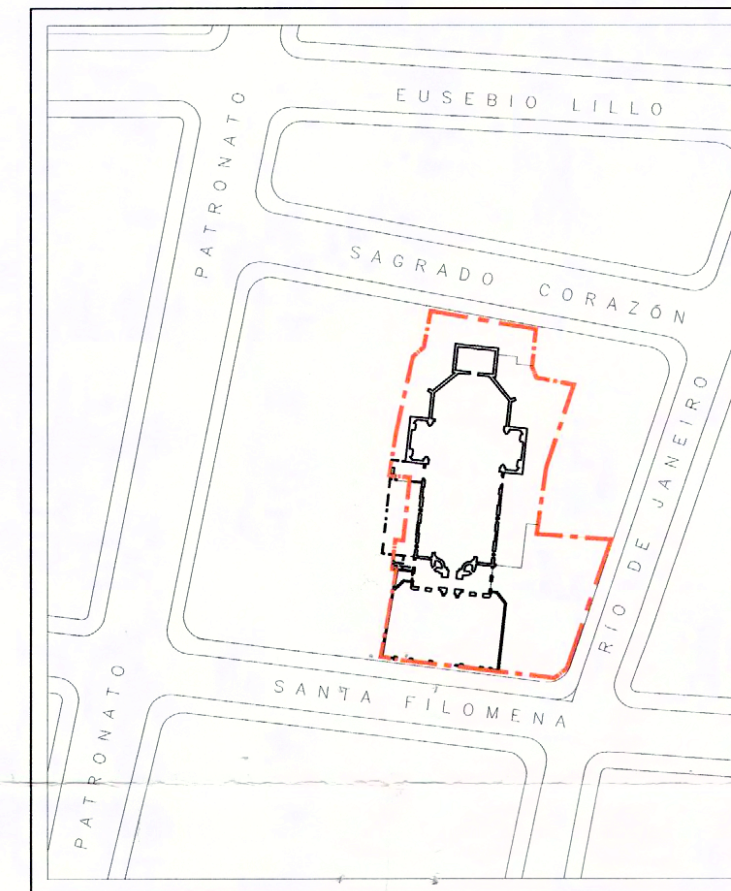 EUSEBIO LILLO
PATRONATO
SAGRADO CORAZÓN
RÍO DE JANEIRO
SANTA FILOMENA
PATRONATO